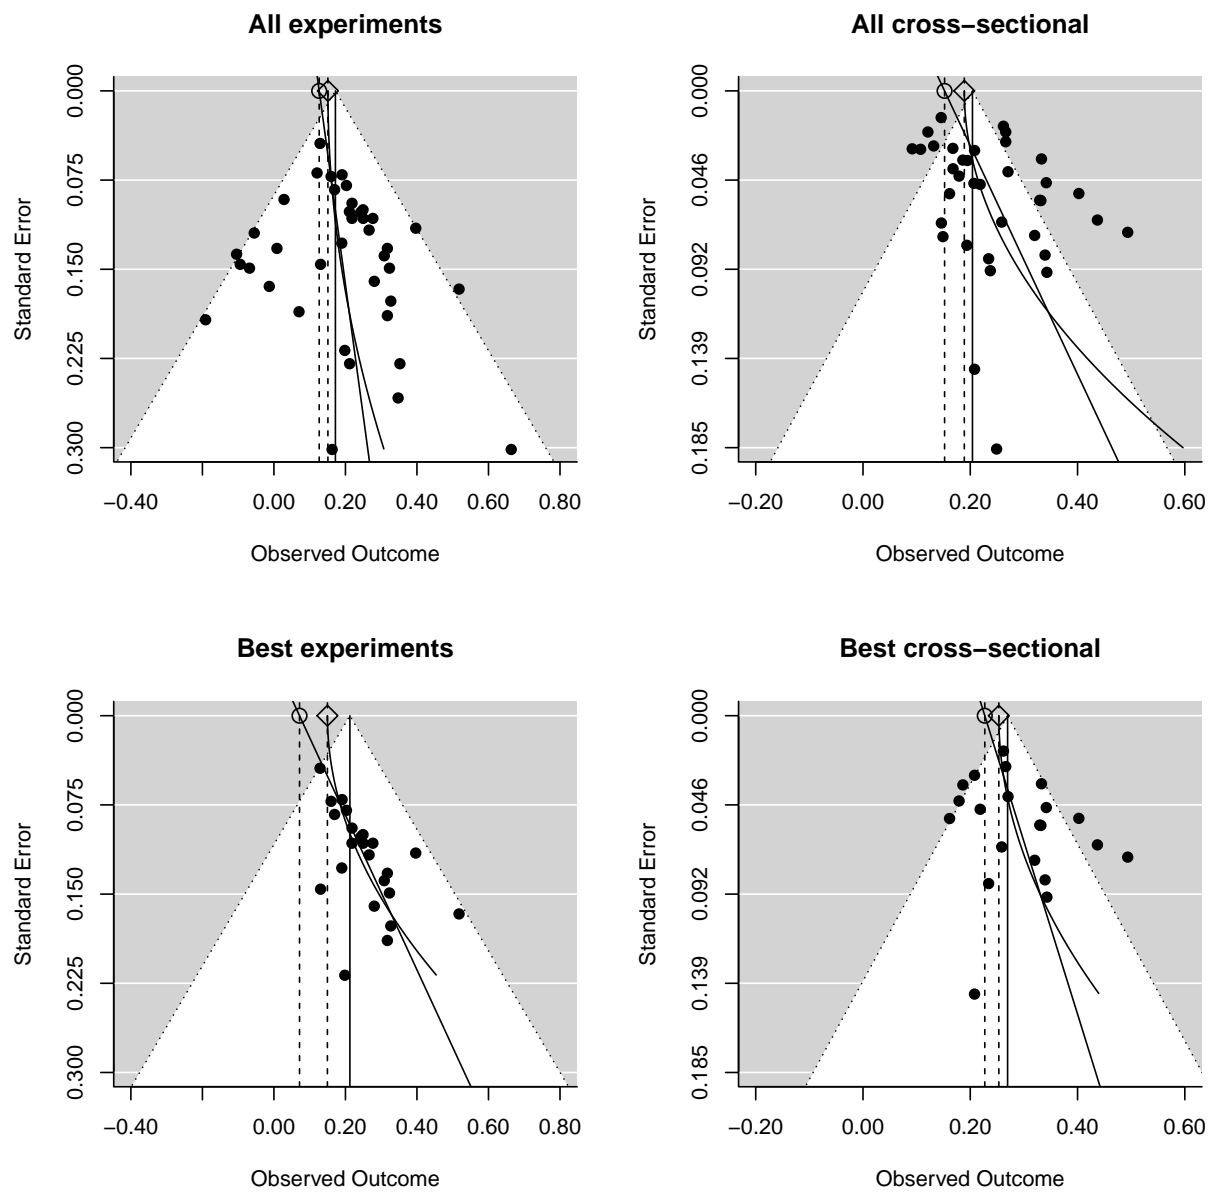 All experiments
0.000
0.075
0.150
0.225
0.300
Standard Error
−0.40 0.00 0.20 0.40 0.60 0.80
Observed Outcome
All cross−sectional
0.000
0.046
0.092
0.139
0.185
Standard Error
−0.20 0.00 0.20 0.40 0.60
Observed Outcome
Best experiments
0.000
0.075
0.150
0.225
0.300
Standard Error
−0.40 0.00 0.20 0.40 0.60 0.80
Observed Outcome
Best cross−sectional
0.000
0.046
0.092
0.139
0.185
Standard Error
−0.20 0.00 0.20 0.40 0.60
Observed Outcome